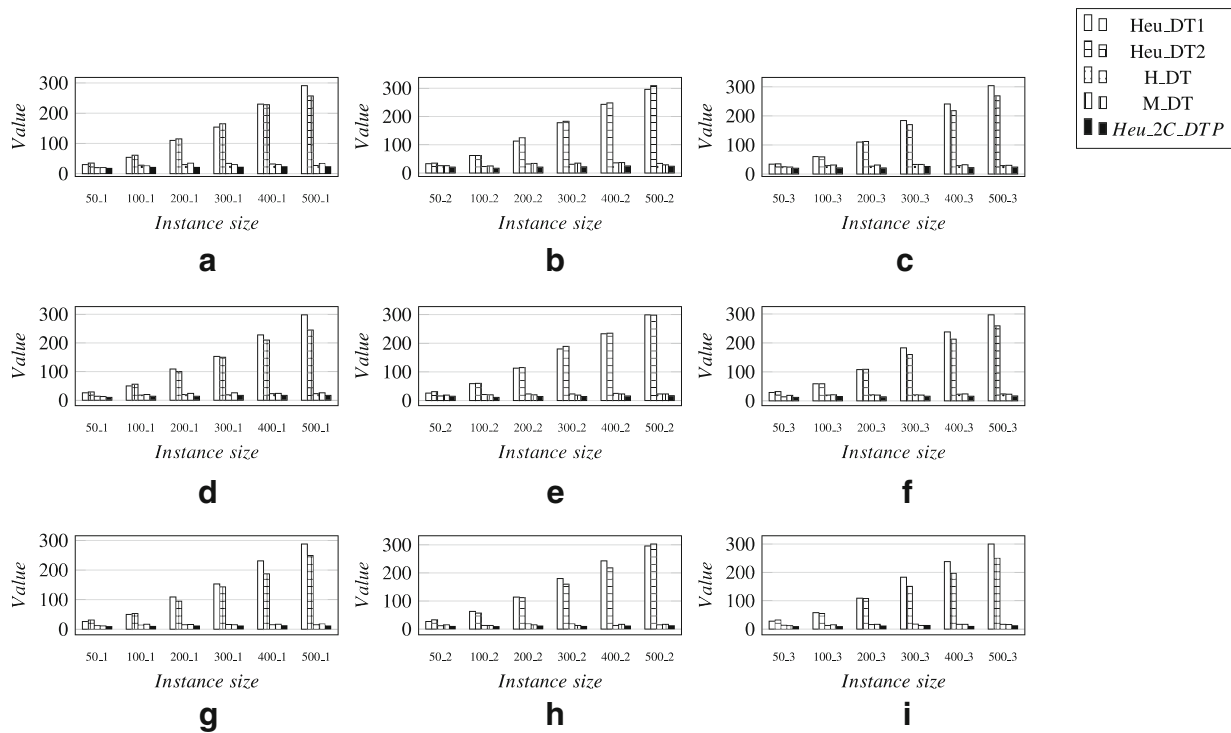 Heu_DT1
Heu_DT2
H_DT
M_DT
Heu_2C_DTP
Value
300
200
100
0
50_1 100_1 200_1 300_1 400_1 500_1
Instance size
a
Value
300
200
100
0
50_2 100_2 200_2 300_2 400_2 500_2
Instance size
b
Value
300
200
100
0
50_3 100_3 200_3 300_3 400_3 500_3
Instance size
c
Value
300
200
100
0
50_1 100_1 200_1 300_1 400_1 500_1
Instance size
d
Value
300
200
100
0
50_2 100_2 200_2 300_2 400_2 500_2
Instance size
e
Value
300
200
100
0
50_3 100_3 200_3 300_3 400_3 500_3
Instance size
f
Value
300
200
100
0
50_1 100_1 200_1 300_1 400_1 500_1
Instance size
g
Value
300
200
100
0
50_2 100_2 200_2 300_2 400_2 500_2
Instance size
h
Value
300
200
100
0
50_3 100_3 200_3 300_3 400_3 500_3
Instance size
i